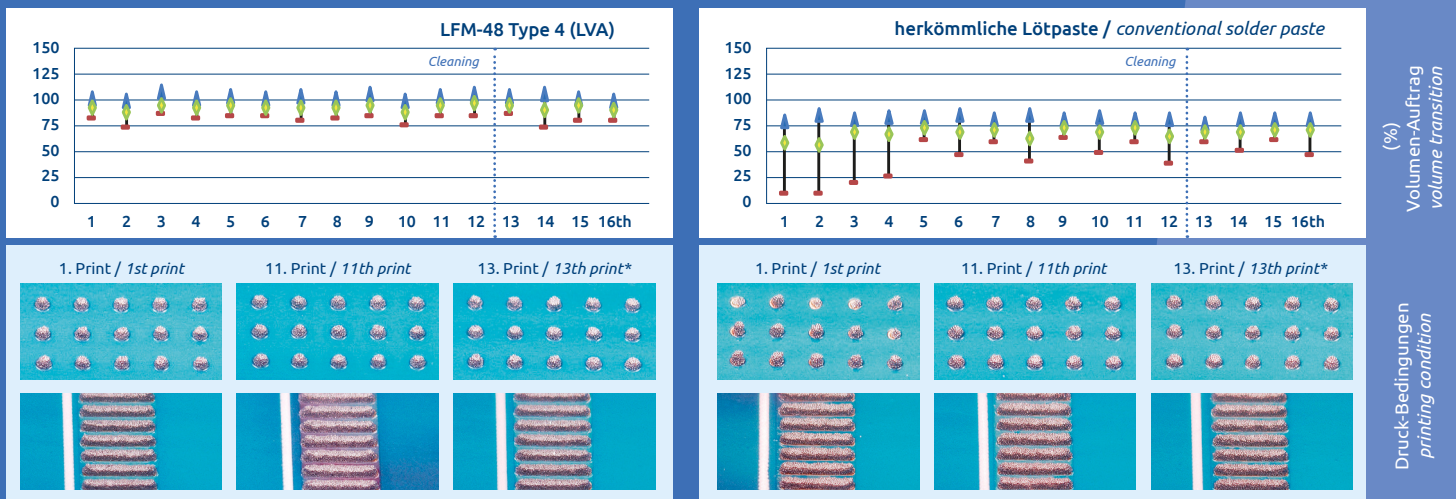 LFM-48 Type 4 (LVA)
150
Cleaning
125
100
75
50
25
0
1 2 3 4 5 6 7 8 9 10 11 12 13 14 15 16th
herkömmliche Lötpaste / conventional solder paste
150
Cleaning
125
100
75
50
25
0
1 2 3 4 5 6 7 8 9 10 11 12 13 14 15 16th
(%)
Volumen-Auftrag
volume transition
1. Print / 1st print
11. Print / 11th print
13. Print / 13th print*
1. Print / 1st print
11. Print / 11th print
13. Print / 13th print*
Druck-Bedingungen
printing condition